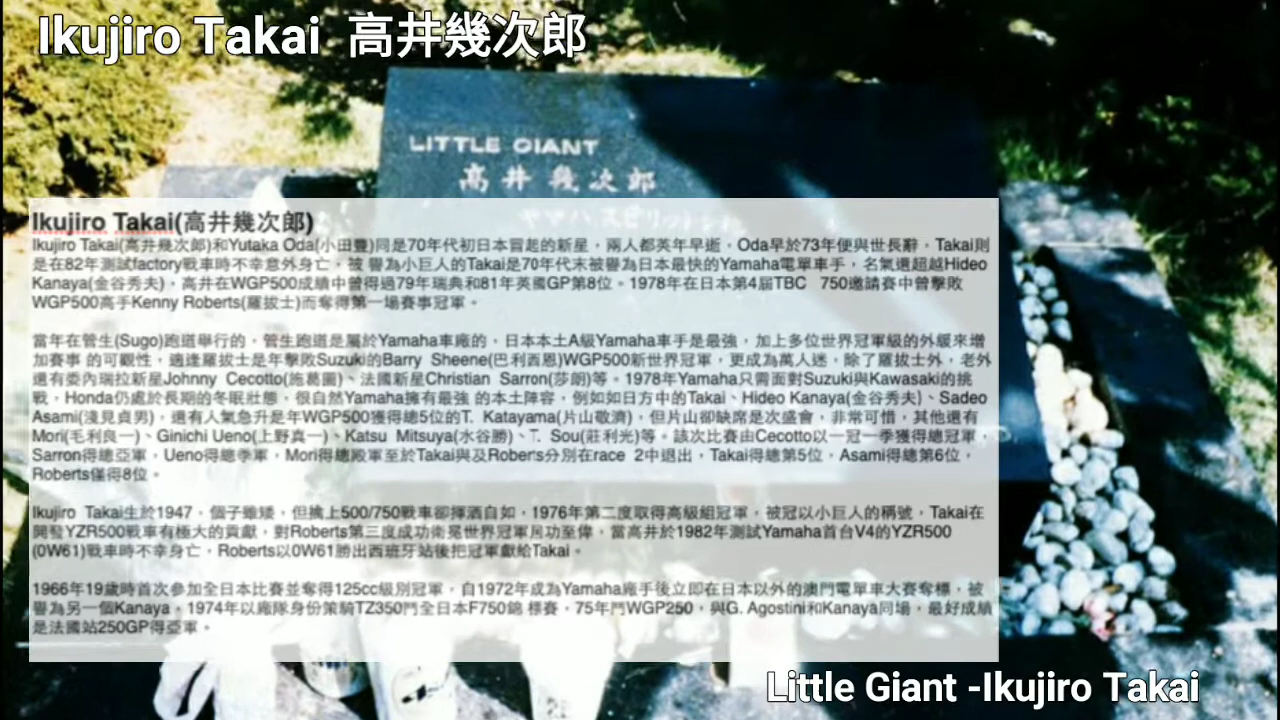 Ikujiro Takai 高井幾次郎
LITTLE GIANT
高井幾次郎
Ikujiro Takai(高井幾次郎)
Ikujiro Takai(高井幾次郎)和Yutaka Oda(小田豐)同是70年代初日本冒起的新星，兩人都英年早逝，Oda早於73年便與世長辭，Takai則
是在82年測試factory戰車時不幸意外身亡，被 譽為小巨人的Takai是70年代末被譽為日本最快的Yamaha電單車手，名氣還超越Hideo
Kanaya(金谷秀夫)，高井在WGP500成績中曾得過79年瑞典和81年英國GP第8位。1978年在日本第4屆TBC 750邀請賽中曾擊敗
WGP500高手Kenny Roberts(羅拔士)而奪得第一場賽事冠軍。
當年在管生(Sugo)跑道舉行的，管生跑道是屬於Yamaha車廠的，日本本土A級Yamaha車手是最強，加上多位世界冠軍級的外緩來增
加賽事 的可觀性，適逢羅拔士是年擊敗Suzuki的Barry Sheene(巴利西恩)WGP500新世界冠軍，更成為萬人迷，除了羅拔士外，老外
還有委內瑞拉新星Johnny Cecotto(施葛圖)、法國新星Christian Sarron(莎朗)等。1978年Yamaha只需面對Suzuki與Kawasaki的挑
戰，Honda仍處於長期的冬眠狀態，很自然Yamaha擁有最強 的本土陣容，例如如日方中的Takai、Hideo Kanaya(金谷秀夫)、Sadeo
Asami(淺見貞男)，還有人氣急升是年WGP500獲得總5位的T. Katayama(片山敬濟)，但片山卻缺席是次盛會，非常可惜，其他還有
Mori(毛利良一)、Ginichi Ueno(上野真一)、Katsu Mitsuya(水谷勝)、T. Sou(莊利光)等。該次比賽由Cecotto以一冠一季獲得總冠軍，
Sarron得總亞軍，Ueno得總季軍，Mori得總殿軍至於Takai與及Rober's分別在race 2中退出，Takai得總第5位，Asami得總第6位，
Roberts僅得8位。
Ikujiro Takai生於1947，個子雖矮，但擒上500/750戰車卻揮洒自如，1976年第二度取得高級組冠軍，被冠以小巨人的稱號，Takai在
開發YZR500戰車有極大的貢獻，對Roberts第三度成功衛冕世界冠軍居功至偉，當高井於1982年測試Yamaha首台V4的YZR500
(0W61)戰車時不幸身亡，Roberts以0W61勝出西班牙站後把冠軍獻給Takai。
1966年19歲時首次參加全日本比賽並奪得125cc級別冠軍，自1972年成為Yamaha廠手後立即在日本以外的澳門電單車大賽奪標，被
譽為另一個Kanaya，1974年以廠隊身份策騎TZ350鬥全日本F750錦 標賽，75年鬥WGP250，與G. Agostini和Kanaya同場，最好成績
是法國站250GP得亞軍。
Little Giant -Ikujiro Takai